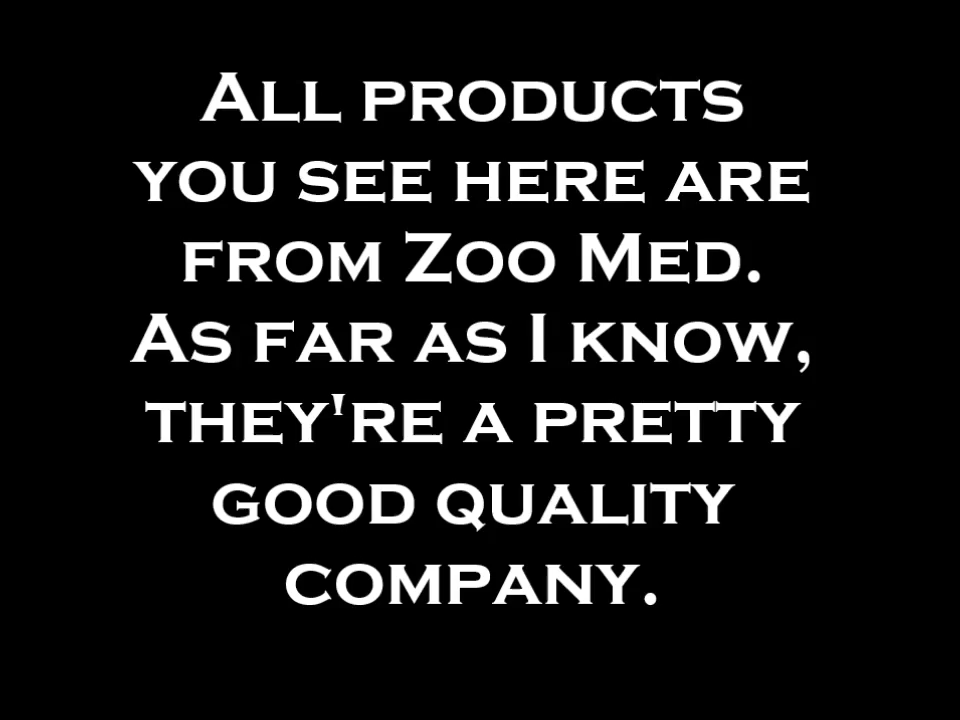 All products
you see here are
from Zoo Med.
As far as I know,
they're a pretty
good quality
company.